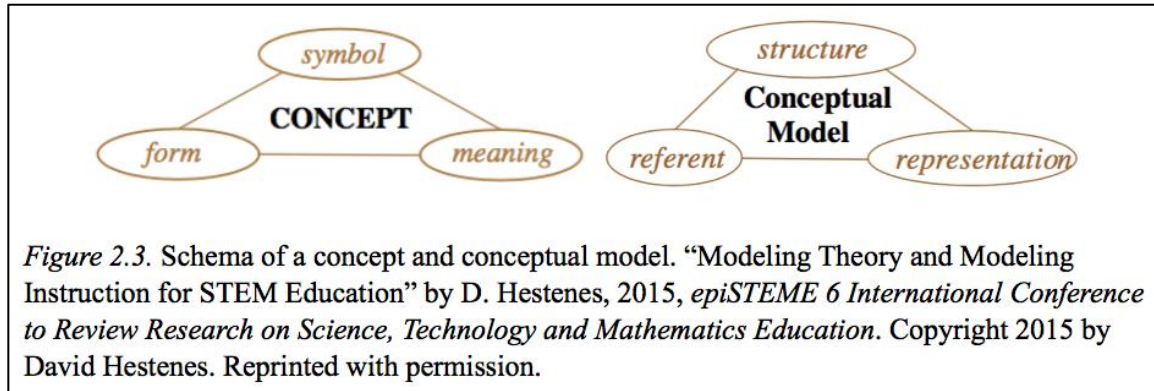 symbol
CONCEPT
form
meaning
structure
Conceptual
Model
referent
representation
Figure 2.3. Schema of a concept and conceptual model. “Modeling Theory and Modeling
Instruction for STEM Education” by D. Hestenes, 2015, epiSTEME 6 International Conference
to Review Research on Science, Technology and Mathematics Education. Copyright 2015 by
David Hestenes. Reprinted with permission.